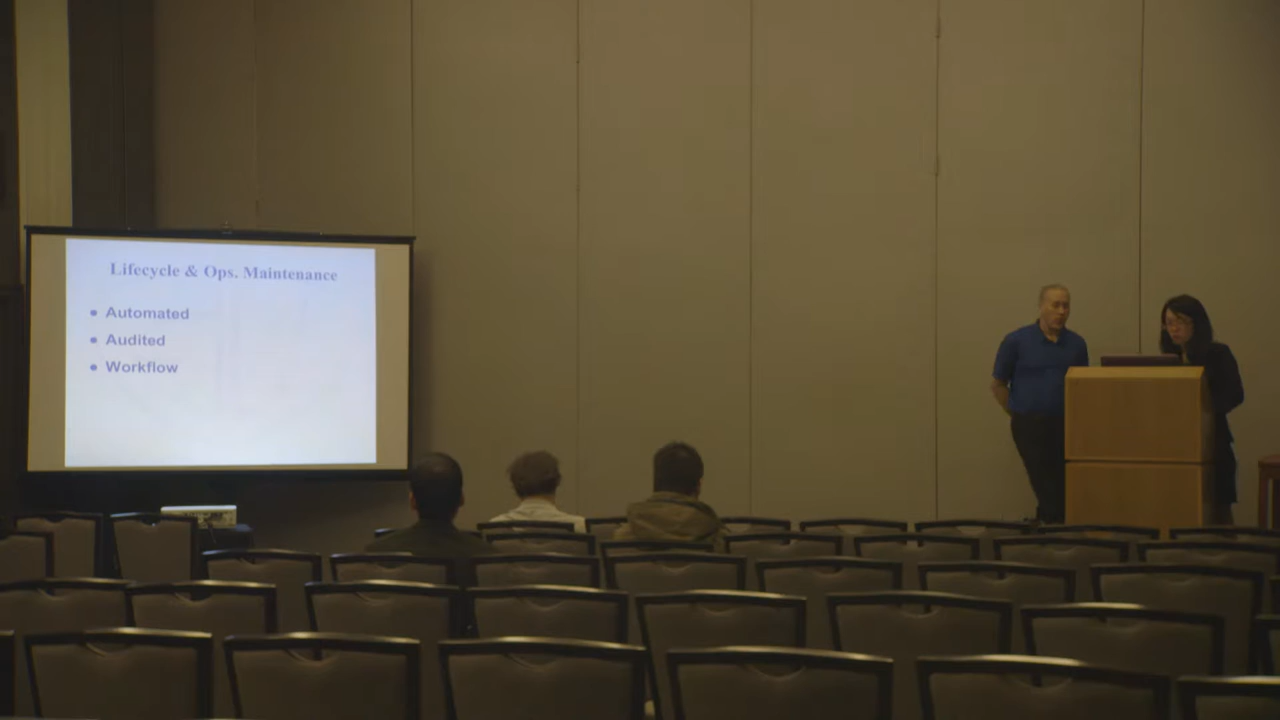 Lifecycle & Ops. Maintenance
• Automated
• Audited
• Workflow